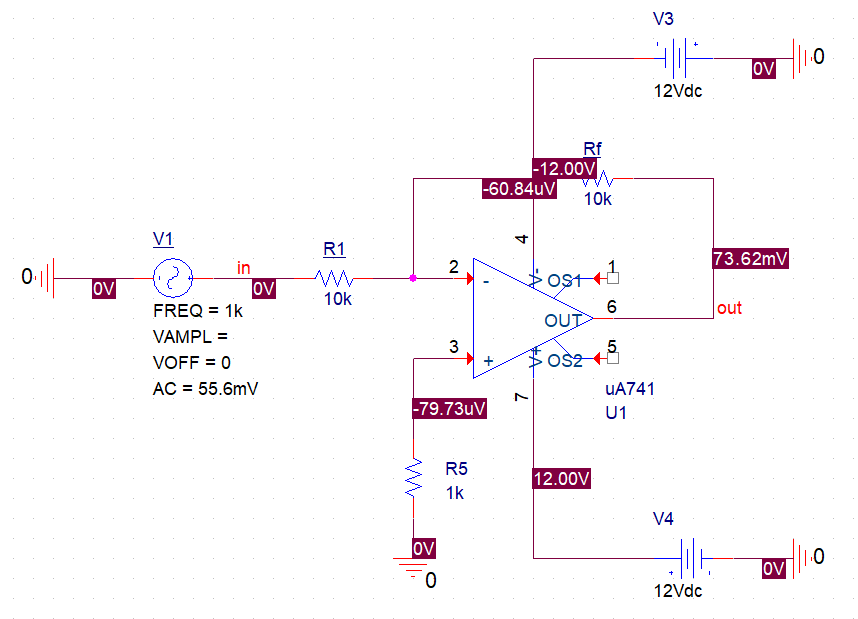 V3
0
0V
12Vdc
Rf
-12.00V
-60.84uV
10k
4
V1
R1
in
0
0V
0V
10k
2
-
V-
OS1
1
73.62mV
FREQ = 1k
VAMPL =
VOFF = 0
AC = 55.6mV
OUT
6
out
3
+
V+
OS2
5
7
uA741
U1
-79.73uV
R5
1k
12.00V
0V
0
V4
0
0V
12Vdc